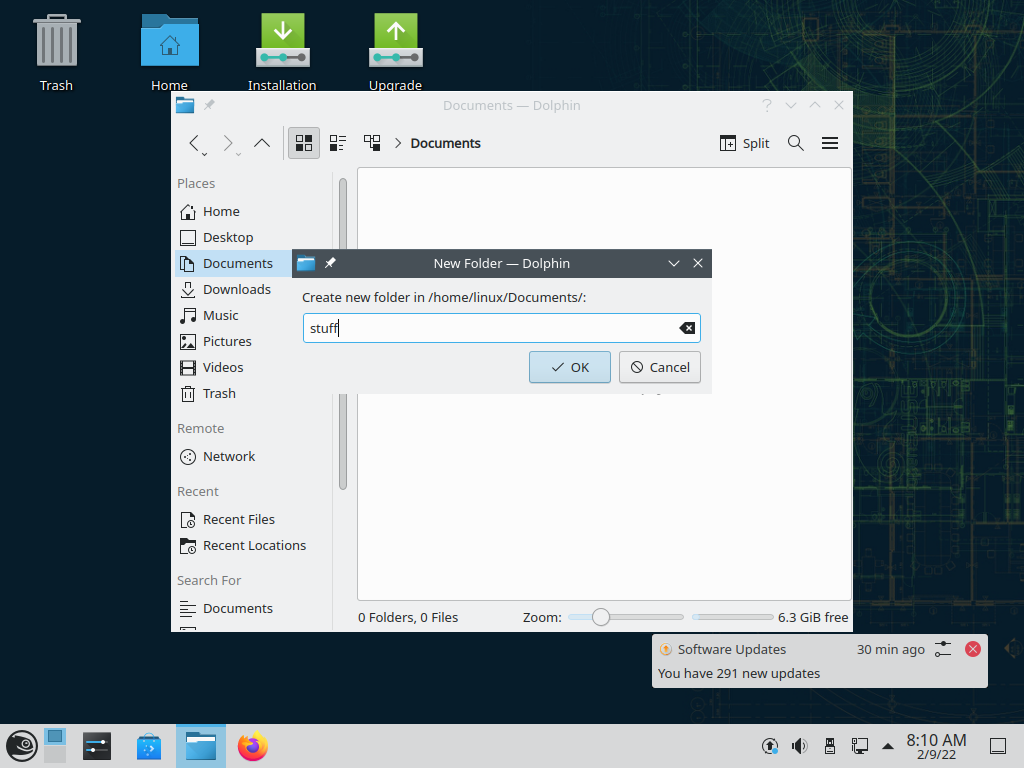 Trash
Home
Installation
Upgrade
Documents — Dolphin
Documents
Split
Places
Home
Desktop
Documents
Downloads
Music
Pictures
Videos
Trash
Remote
Network
Recent
Recent Files
Recent Locations
Search For
Documents
New Folder — Dolphin
Create new folder in /home/linux/Documents/:
stuff
OK
Cancel
0 Folders, 0 Files
Zoom:
6.3 GiB free
Software Updates
30 min ago
You have 291 new updates
8:10 AM
2/9/22